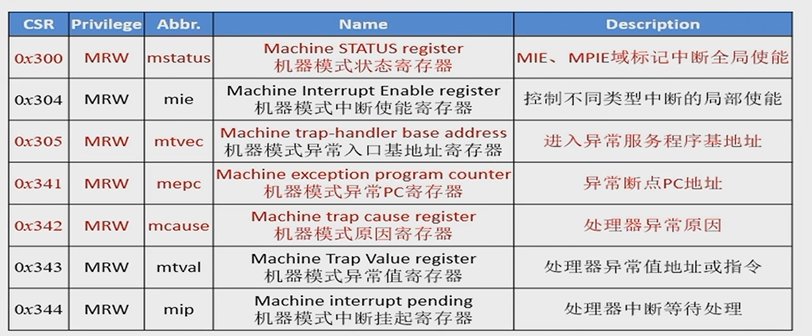 CSR Privilege Abbr. Name Description
0x300 MRW mstatus Machine STATUS register
机器模式状态寄存器 MIE、MPIE域标记中断全局使能
0x304 MRW mie Machine Interrupt Enable register
机器模式中断使能寄存器 控制不同类型中断的局部使能
0x305 MRW mtvec Machine trap-handler base address
机器模式异常入口基地址寄存器 进入异常服务程序基地址
0x341 MRW mepc Machine exception program counter
机器模式异常PC寄存器 异常断点PC地址
0x342 MRW mcause Machine trap cause register
机器模式原因寄存器 处理器异常原因
0x343 MRW mtval Machine Trap Value register
机器模式异常值寄存器 处理器异常值地址或指令
0x344 MRW mip Machine interrupt pending
机器模式中断挂起寄存器 处理器中断等待处理